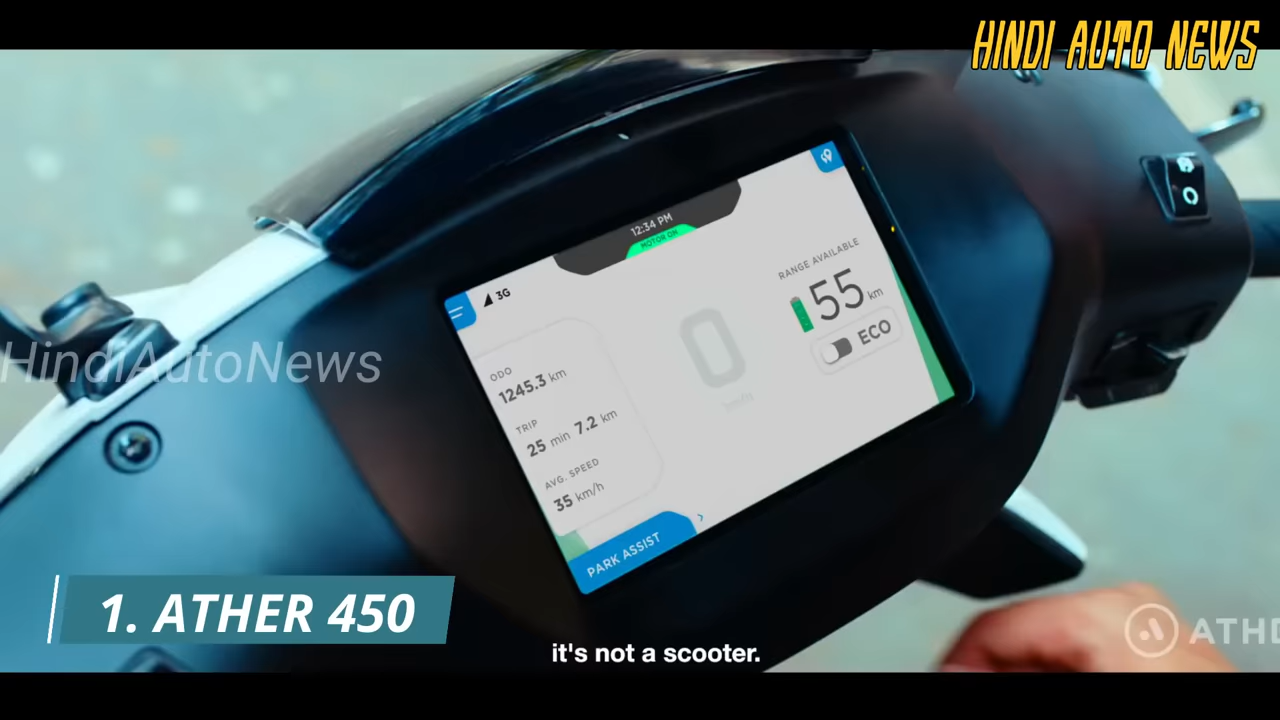 HINDI AUTO NEWS
12:34 PM
MOTOR ON
3G
RANGE AVAILABLE
55 km
ECO
0
km/h
ODO
1245.3 km
TRIP
25 min 7.2 km
AVG. SPEED
35 km/h
PARK ASSIST
HindiAutoNews
1. ATHER 450
it's not a scooter.